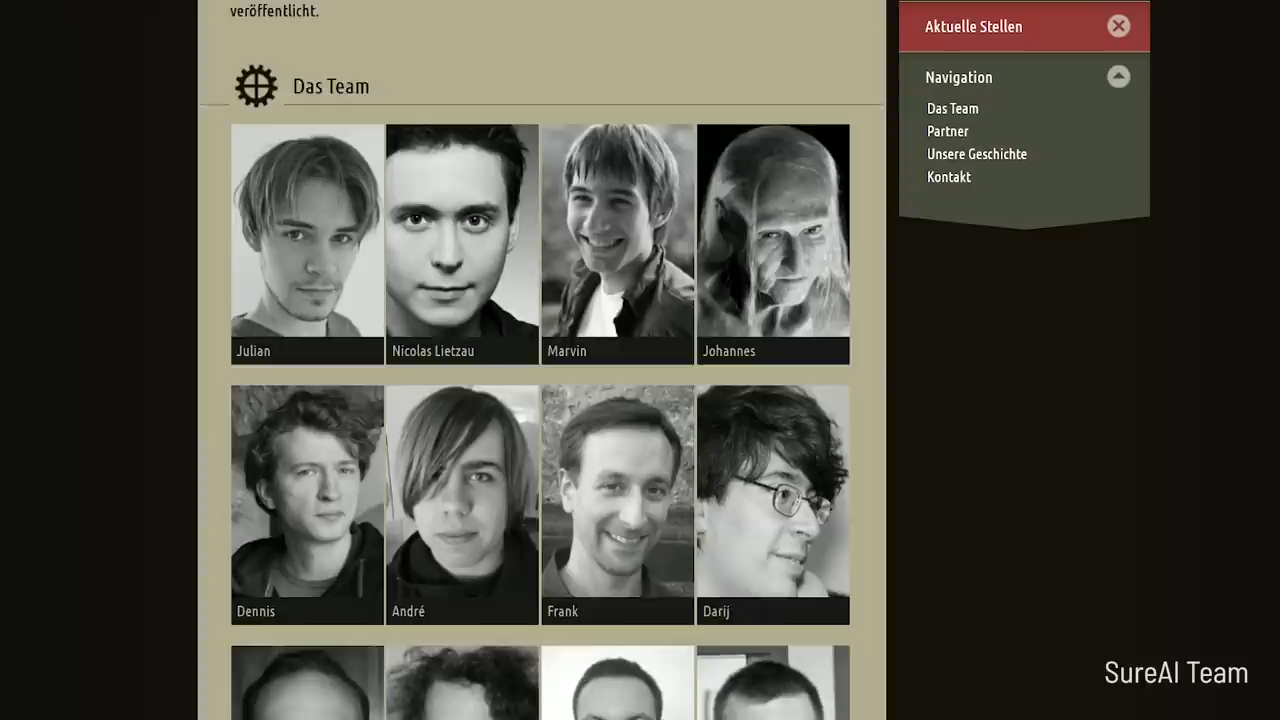 veröffentlicht.
Das Team
Julian
Nicolas Lietzau
Marvin
Johannes
Dennis
André
Frank
Darij
Aktuelle Stellen
Navigation
Das Team
Partner
Unsere Geschichte
Kontakt
SureAI Team